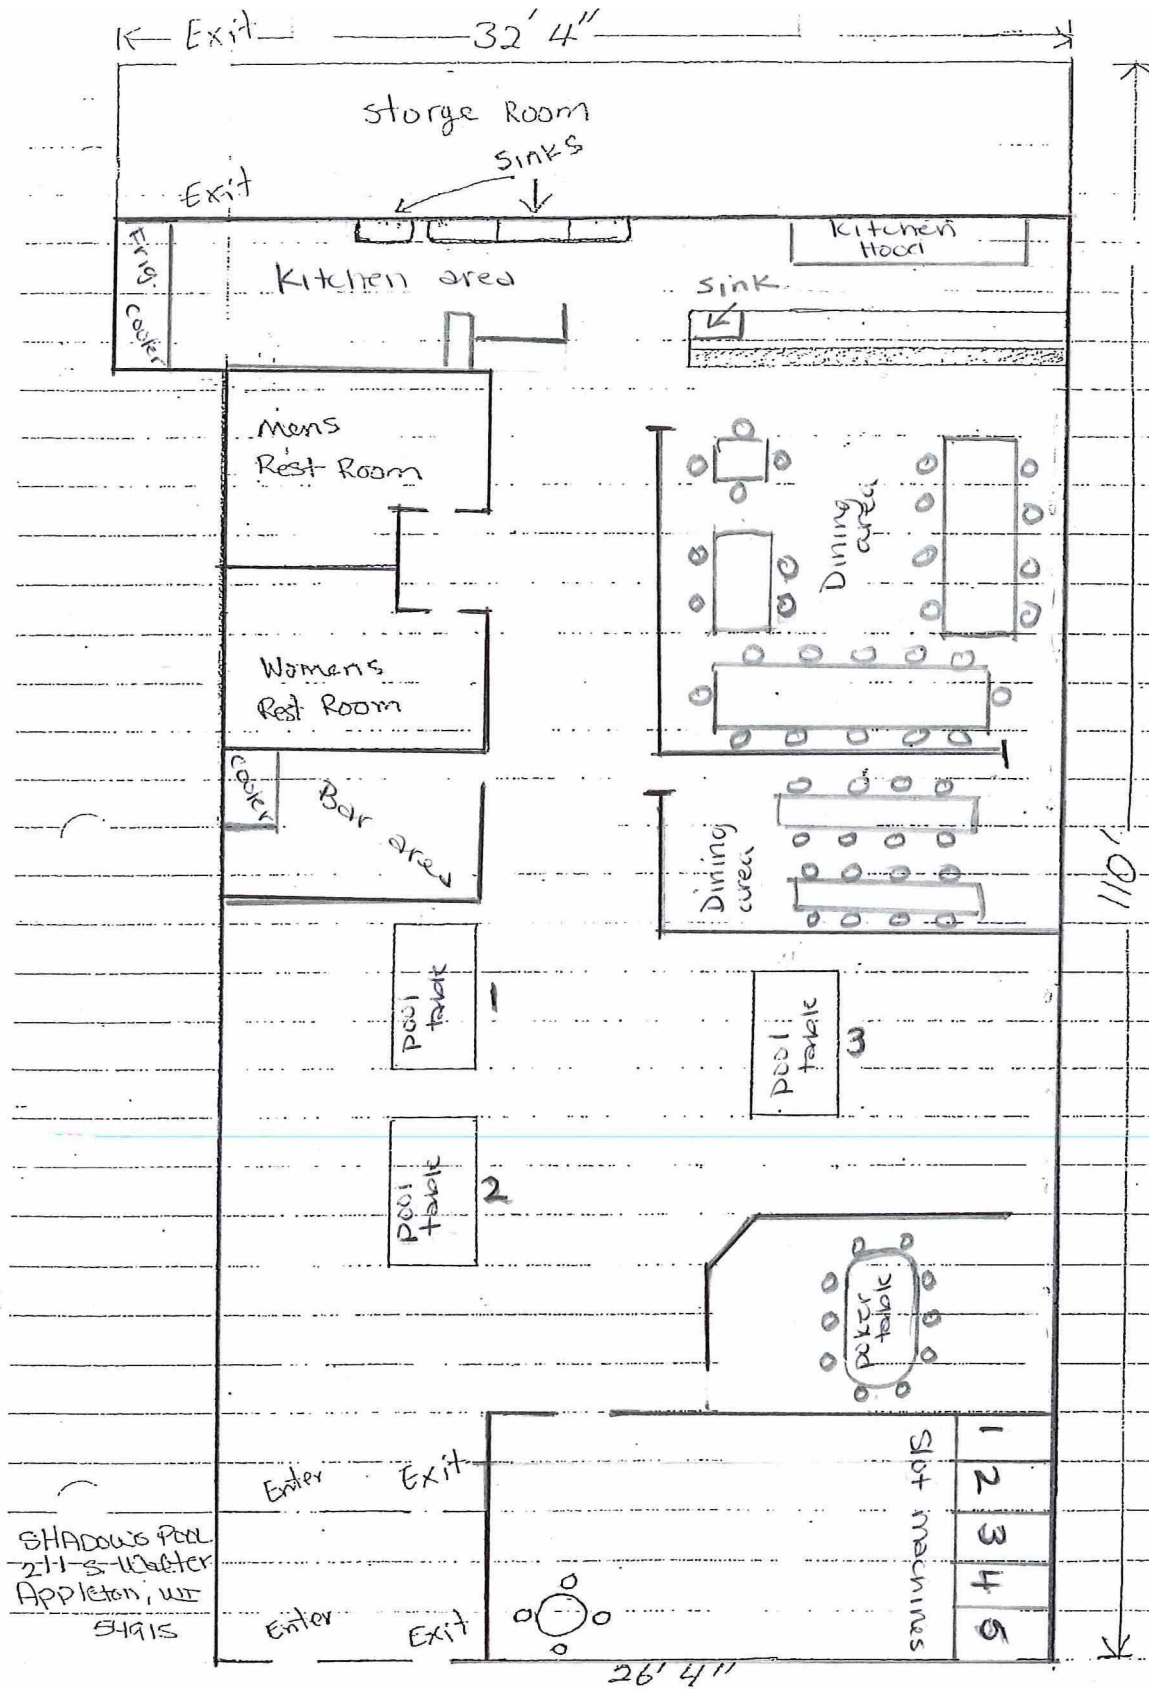 Exit
32' 4"
Storge Room
Sinks
Exit
Frig.
cooler
Kitchen area
Kitchen
Hood
sink
Mens
Rest Room
Dining
area
Womens
Rest Room
cooler
Bar area
Dining
area
110'
pool
table
1
pool
table
3
pool
table
2
poker
table
Slot machines
1
2
3
4
5
Enter
Exit
SHADOWS POOL
211 S. Walter
Appleton, WI
54915
Enter
Exit
26' 4"